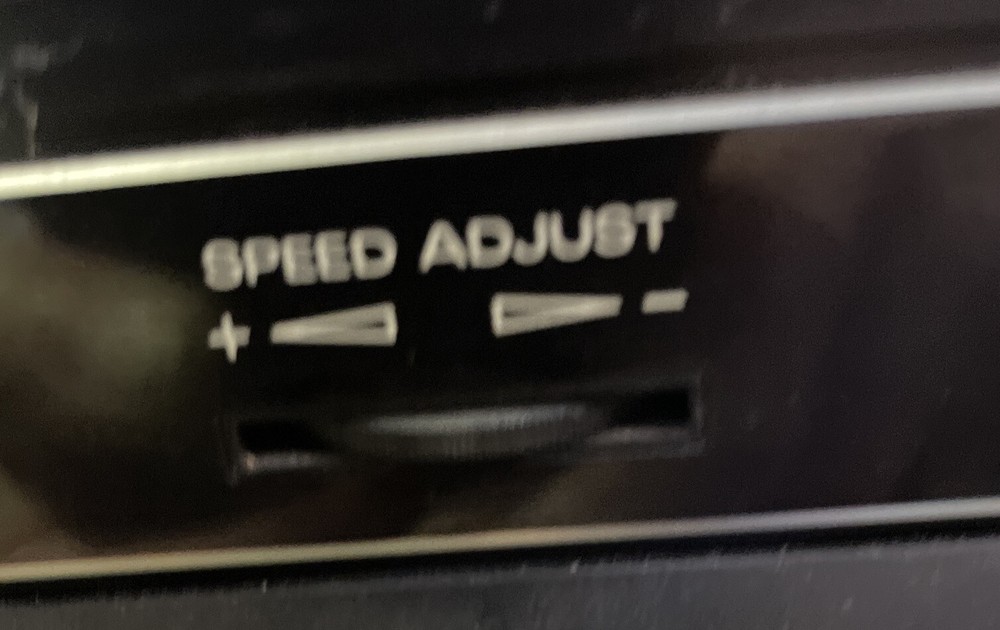 SPEED ADJUST
+ -